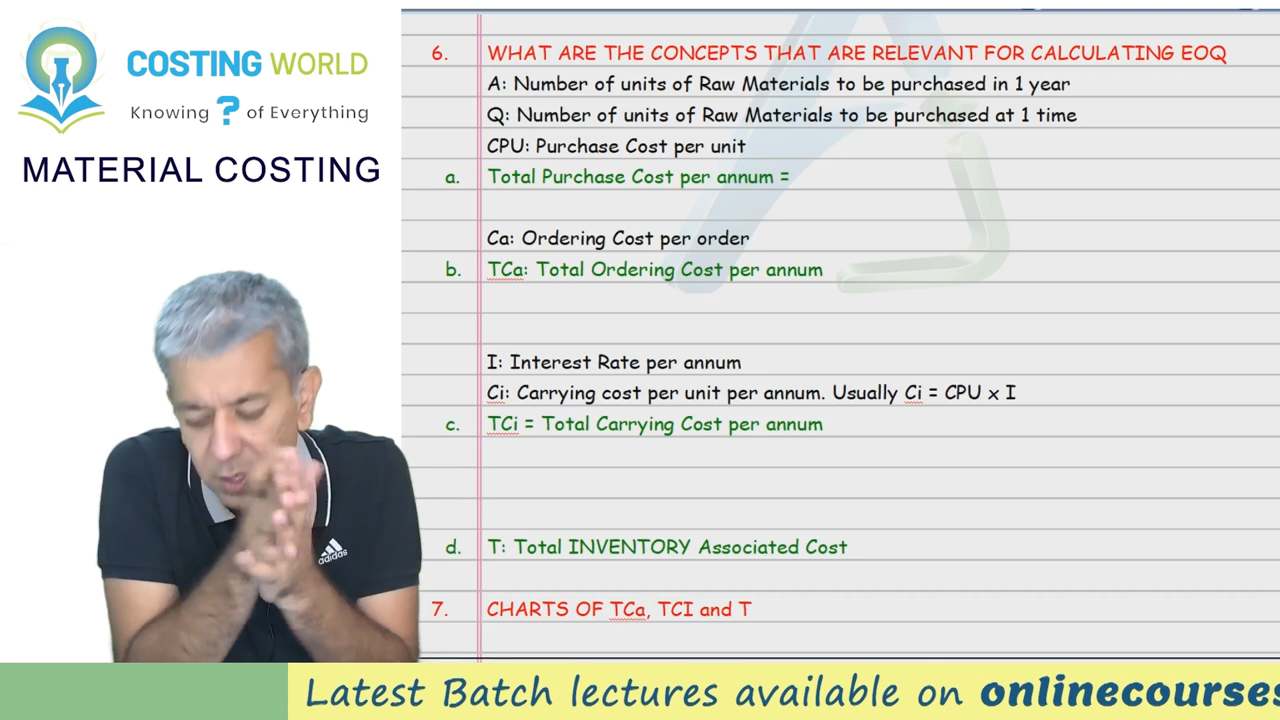 COSTING WORLD
Knowing ? of Everything
MATERIAL COSTING
6. WHAT ARE THE CONCEPTS THAT ARE RELEVANT FOR CALCULATING EOQ
A: Number of units of Raw Materials to be purchased in 1 year
Q: Number of units of Raw Materials to be purchased at 1 time
CPU: Purchase Cost per unit
a. Total Purchase Cost per annum =
Ca: Ordering Cost per order
b. TCa: Total Ordering Cost per annum
I: Interest Rate per annum
Ci: Carrying cost per unit per annum. Usually Ci = CPU x I
c. TCi = Total Carrying Cost per annum
d. T: Total INVENTORY Associated Cost
7. CHARTS OF TCa, TCI and T
adidas
Latest Batch lectures available on onlinecourses